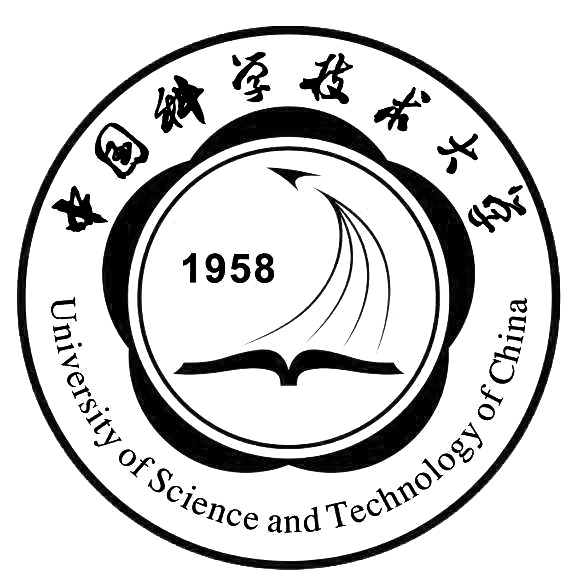 中国科学技术大学
1958
University of Science and Technology of China